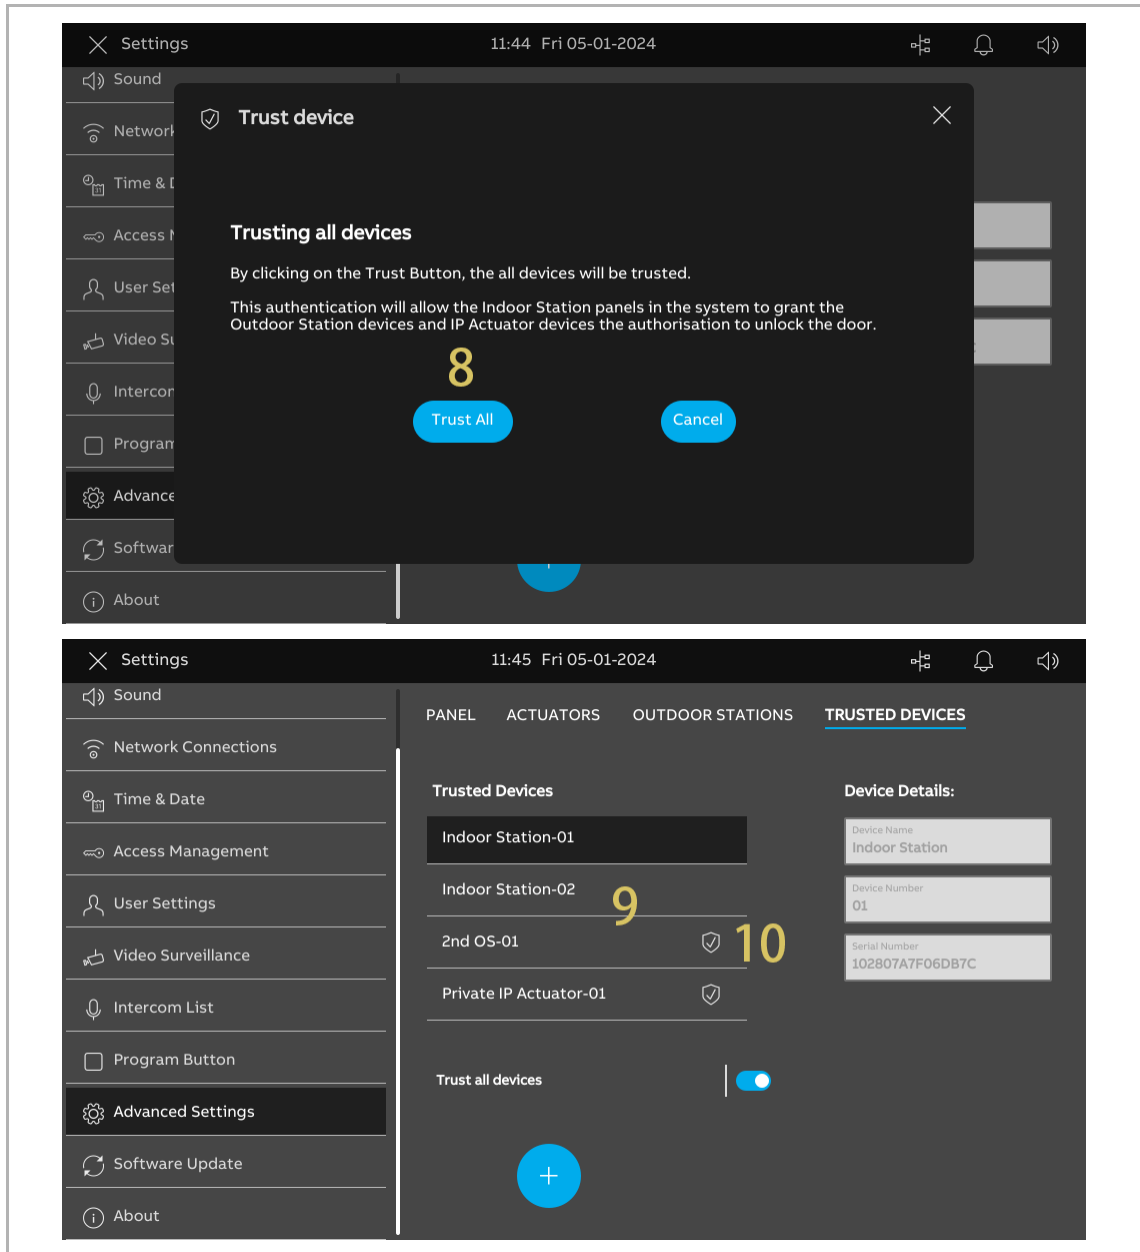 Settings
11:44 Fri 05-01-2024
Sound
Network
Time &
Access
User Set
Video
Intercom
Program
Advance
Softwar
About
Trust device
Trusting all devices
By clicking on the Trust Button, the all devices will be trusted.
This authentication will allow the Indoor Station panels in the system to grant the
Outdoor Station devices and IP Actuator devices the authorisation to unlock the door.
8
Trust All
Cancel
Settings
11:45 Fri 05-01-2024
Sound
Network Connections
Time & Date
Access Management
User Settings
Video Surveillance
Intercom List
Program Button
Advanced Settings
Software Update
About
PANEL ACTUATORS OUTDOOR STATIONS TRUSTED DEVICES
Trusted Devices
Indoor Station-01
Indoor Station-02
9
2nd OS-01
10
Private IP Actuator-01
Trust all devices
Device Details:
Device Name
Indoor Station
Device Number
01
Serial Number
102807A7F06DB7C